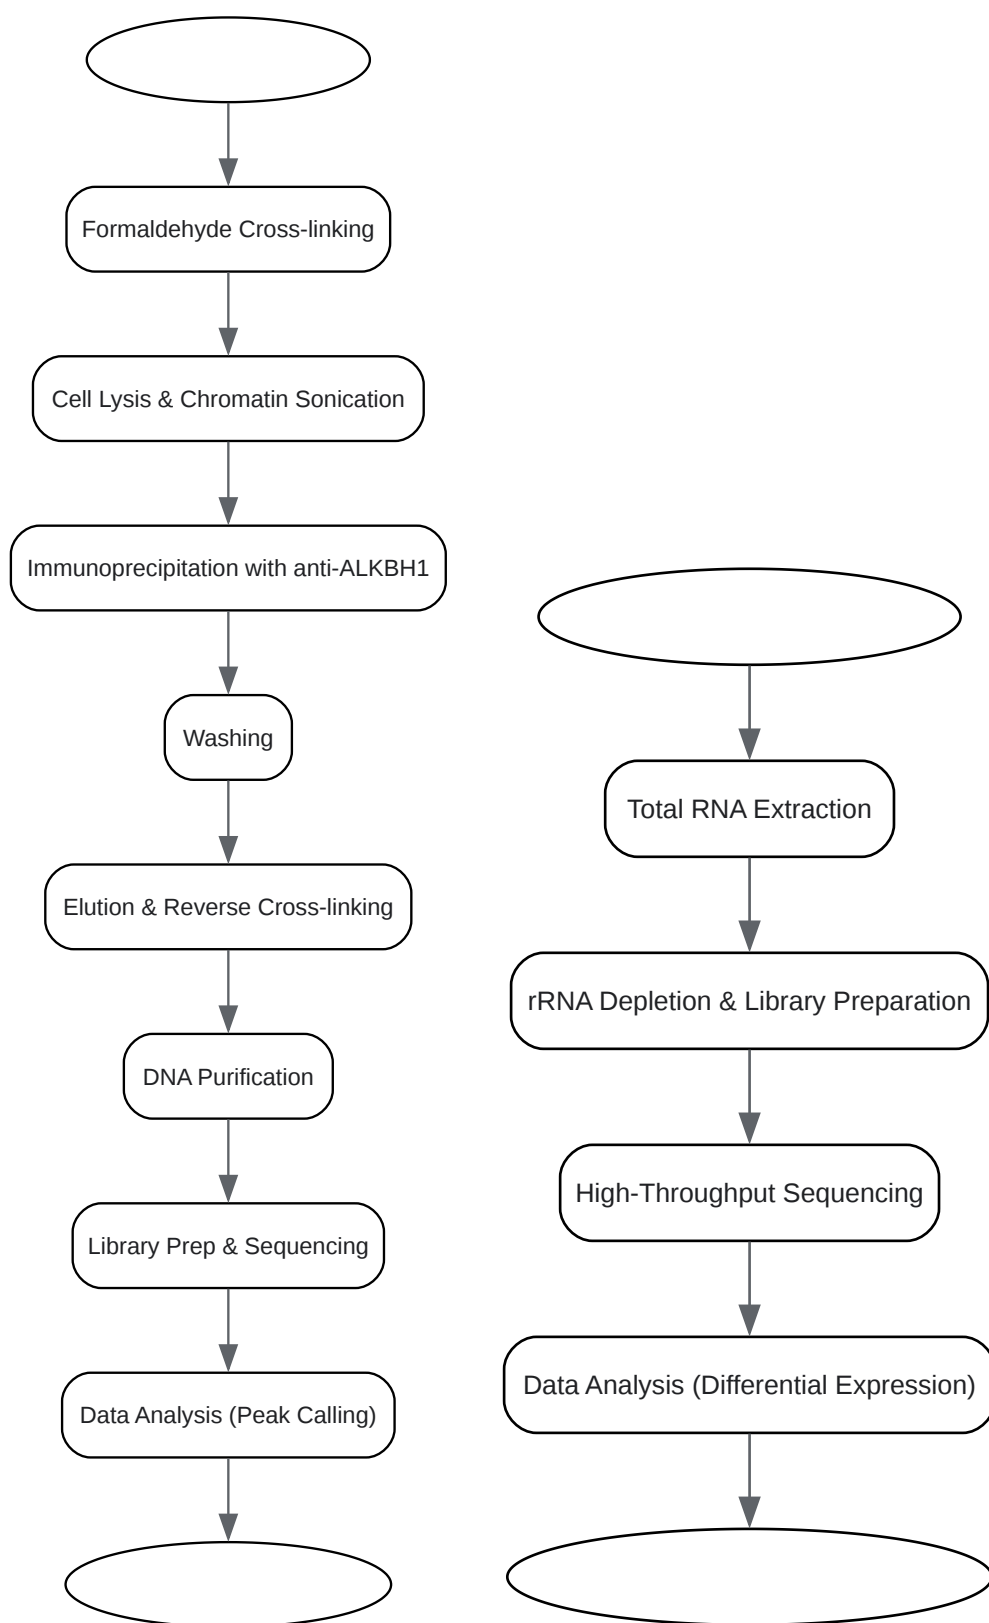 Formaldehyde Cross-linking
Cell Lysis & Chromatin Sonication
Immunoprecipitation with anti-ALKBH1
Washing
Elution & Reverse Cross-linking
DNA Purification
Library Prep & Sequencing
Data Analysis (Peak Calling)
Total RNA Extraction
rRNA Depletion & Library Preparation
High-Throughput Sequencing
Data Analysis (Differential Expression)